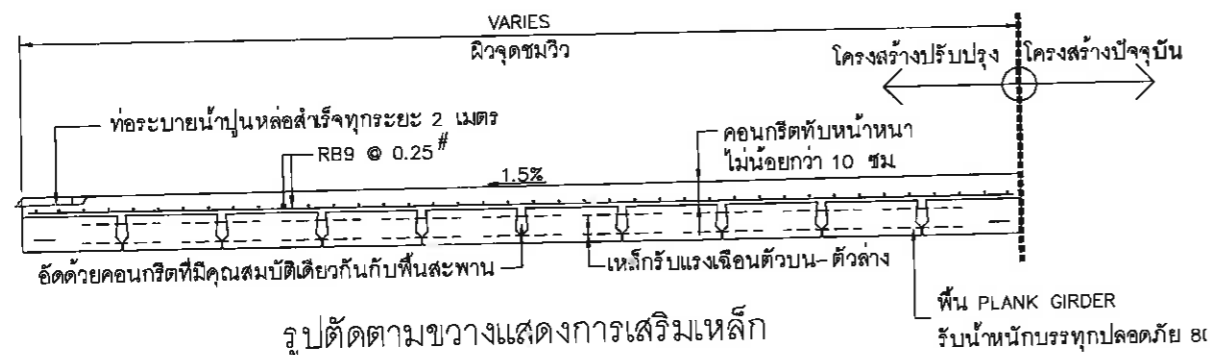 VARIES
ผิวจุดชมวิว
โครงสร้างปรับปรุง
โครงสร้างปัจจุบัน
ท่อระบายน้ำปูนหล่อสำเร็จทุกระยะ 2 เมตร
RB9 @ 0.25 #
คอนกรีตทับหน้าหนา
ไม่น้อยกว่า 10 ซม.
1.5%
อัดด้วยคอนกรีตที่มีคุณสมบัติเดียวกันกับพื้นสะพาน
เหล็กรับแรงเฉือนตัวบน-ตัวล่าง
พื้น PLANK GIRDER
รับน้ำหนักบรรทุกปลอดภัย
รูปตัดตามขวางแสดงการเสริมเหล็ก